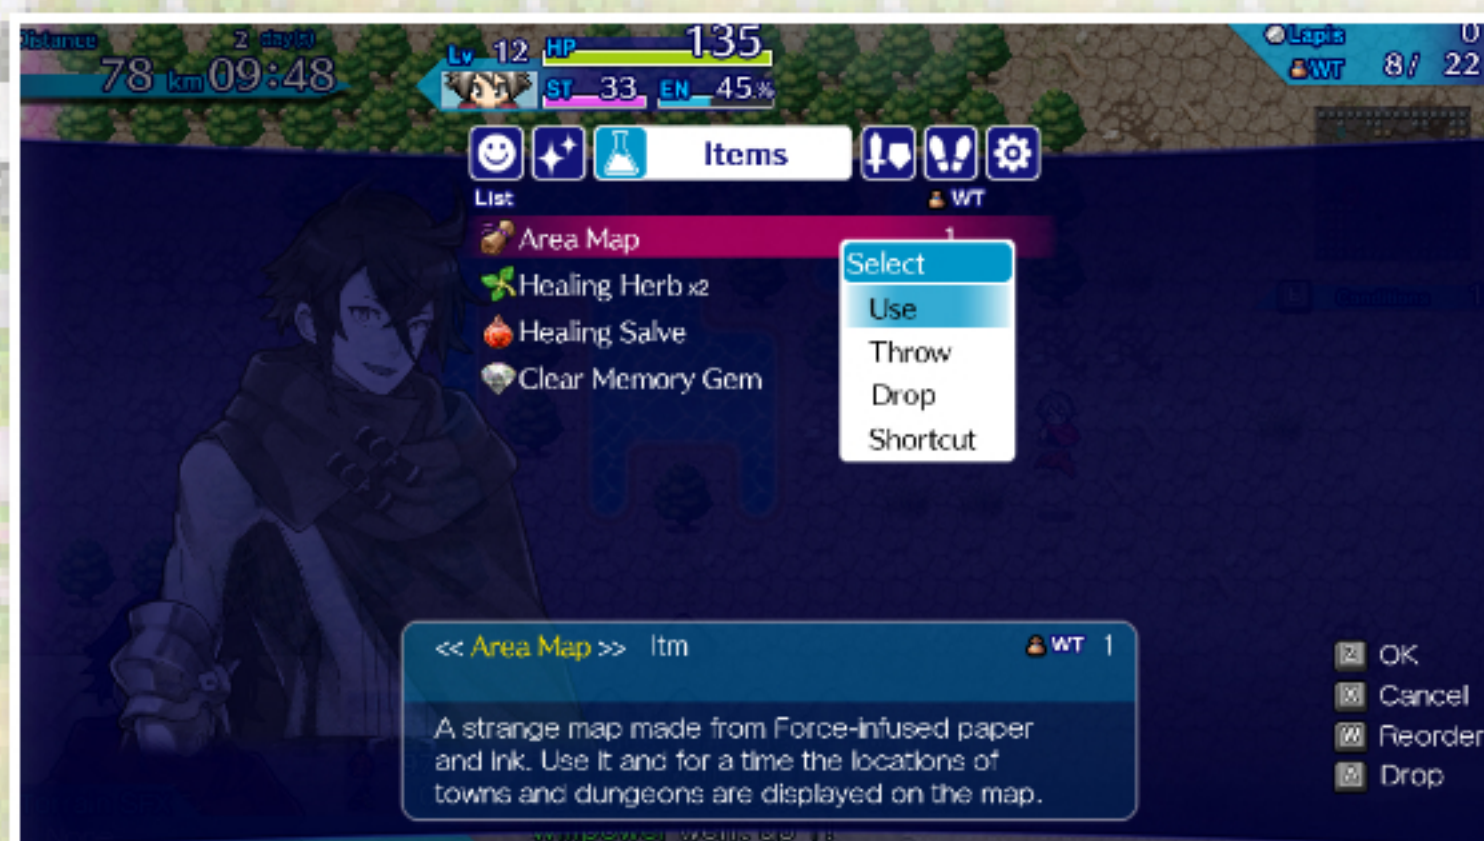 Distance
2 day(s)
78 km 09:48
Lv 12 HP 135
ST 33 EN 45.%
Lapis 0
WT 8/ 22
Items
List WT
Area Map 1
Healing Herb x2
Healing Salve
Clear Memory Gem
Select
Use
Throw
Drop
Shortcut
Conditions
<< Area Map >> Itm WT 1
A strange map made from Force-infused paper
and ink. Use it and for a time the locations of
towns and dungeons are displayed on the map.
Z OK
X Cancel
W Reorder
A Drop